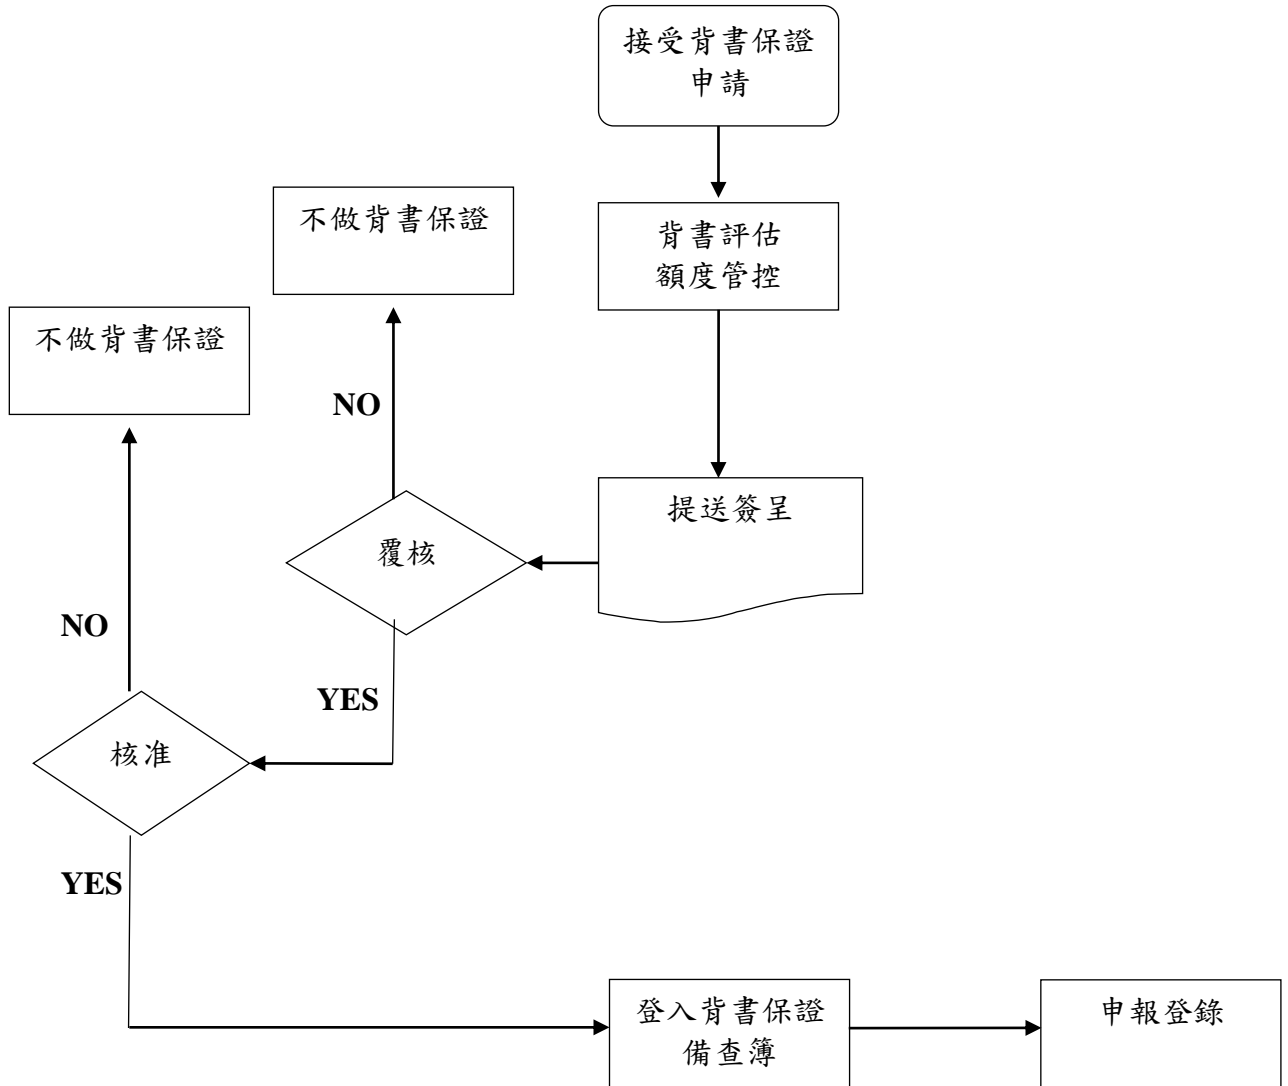 接受背書保證
申請
不做背書保證
背書評估
額度管控
不做背書保證
NO
提送簽呈
覆核
NO
YES
核准
YES
登入背書保證
備查簿
申報登錄